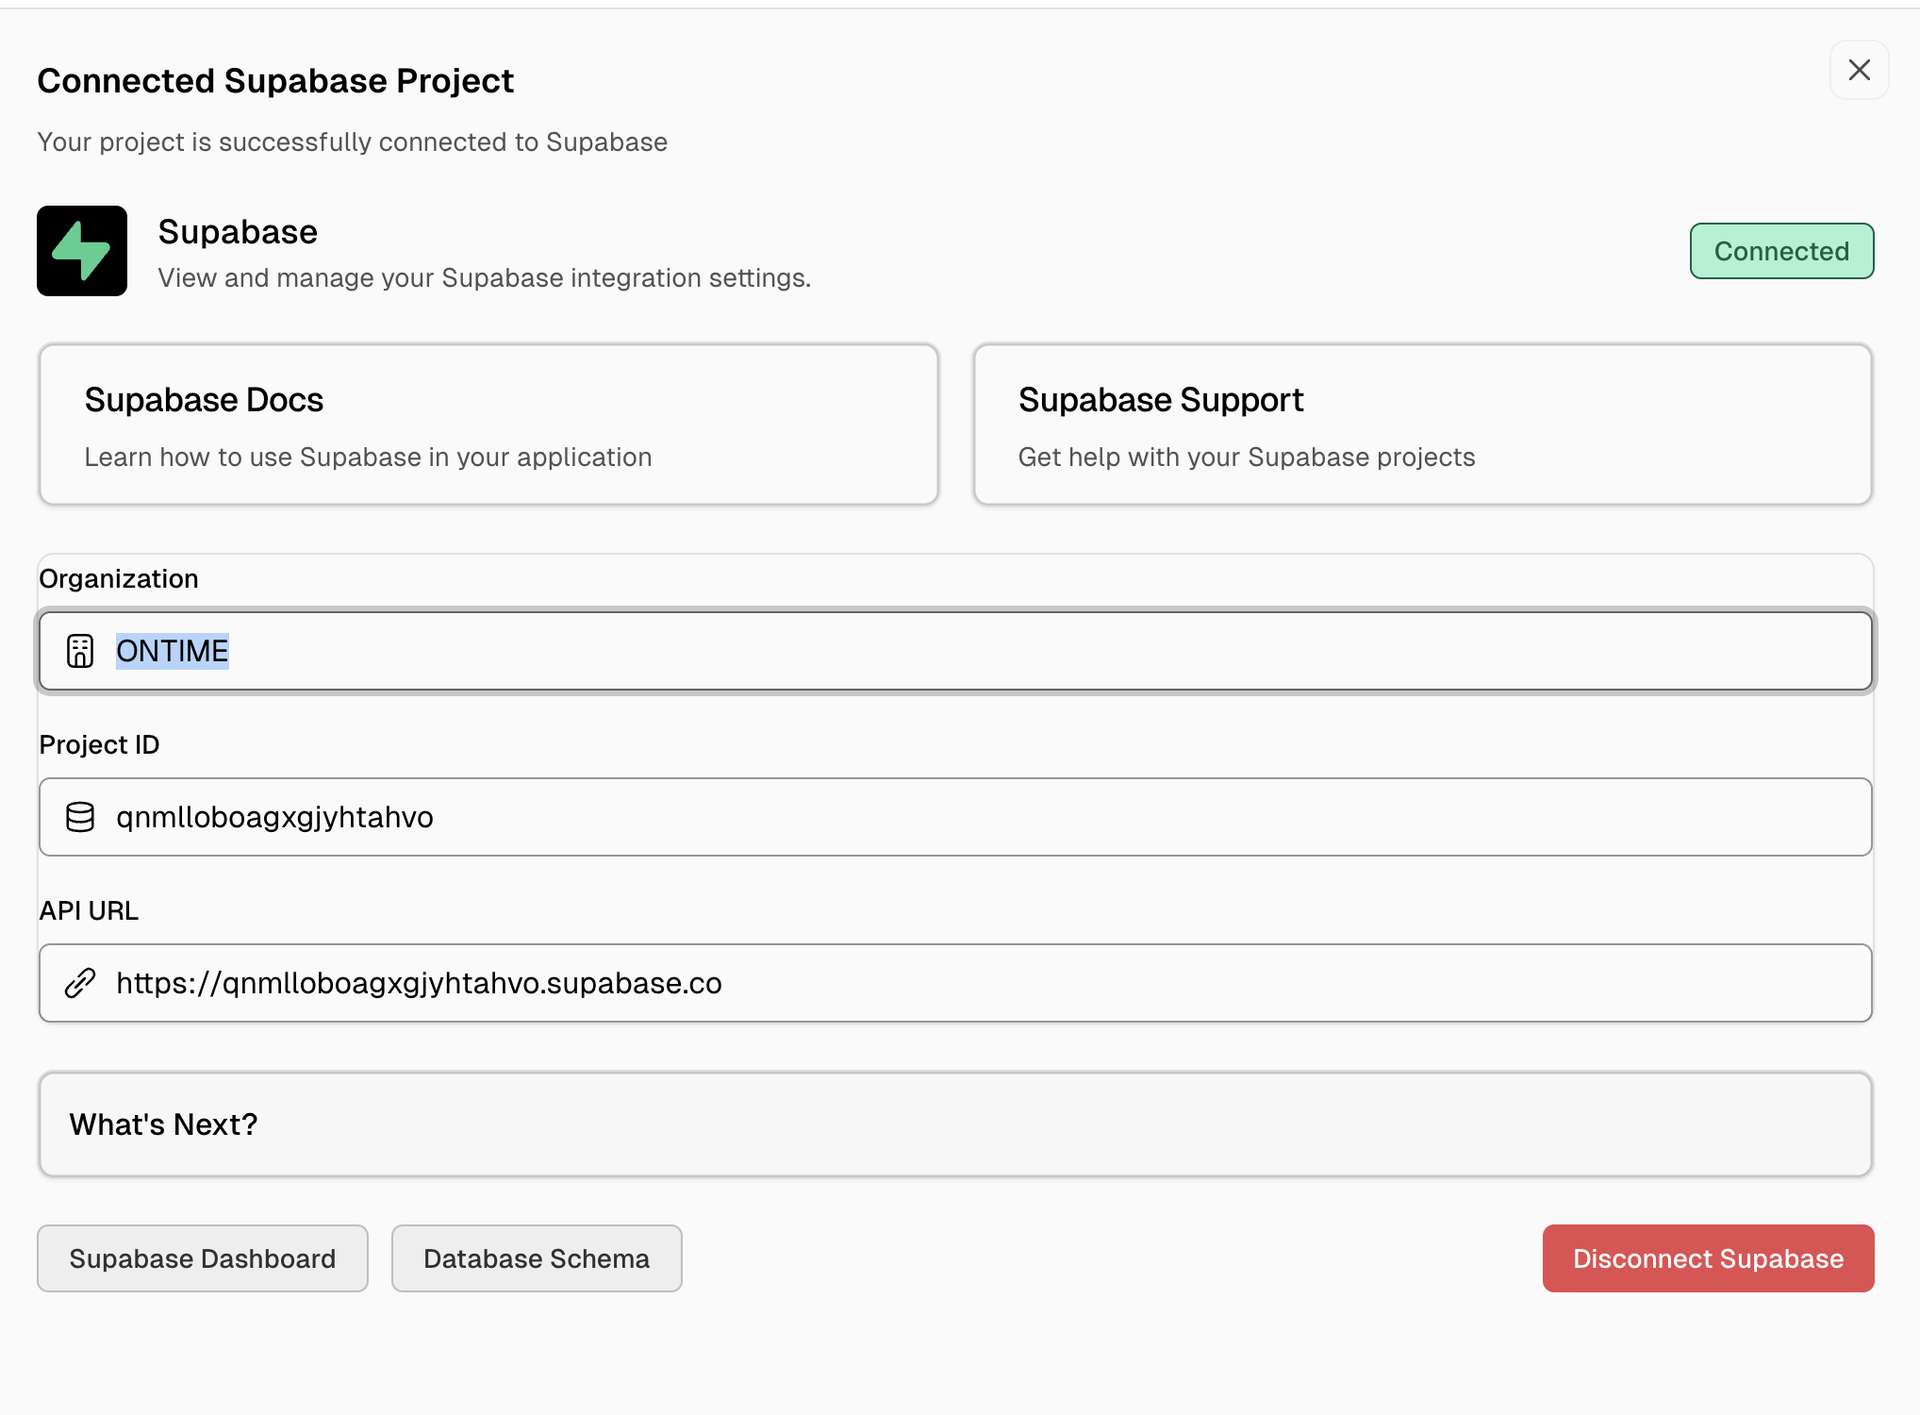 Connected Supabase Project
Your project is successfully connected to Supabase
Supabase
View and manage your Supabase integration settings.
Connected
Supabase Docs
Learn how to use Supabase in your application
Supabase Support
Get help with your Supabase projects
Organization
ONTIME
Project ID
qnmlloboagxgjyhtahvo
API URL
https://qnmlloboagxgjyhtahvo.supabase.co
What's Next?
Supabase Dashboard
Database Schema
Disconnect Supabase